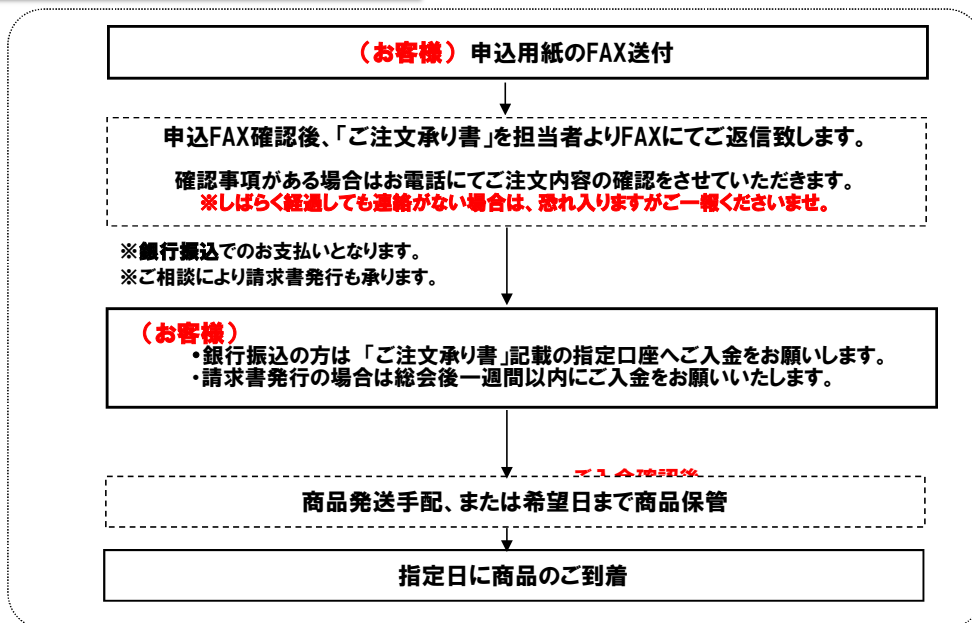 （お客様）申込用紙のFAX送付
申込FAX確認後、「ご注文承り書」を担当者よりFAXにてご返信致します。
確認事項がある場合はお電話にてご注文内容の確認をさせていただきます。
※しばらく経過しても連絡がない場合は、恐れ入りますがご一報くださいませ。
※銀行振込でのお支払いとなります。
※ご相談により請求書発行も承ります。
（お客様）
・銀行振込の方は 「ご注文承り書」記載の指定口座へご入金をお願いします。
・請求書発行の場合は総会後一週間以内にご入金をお願いいたします。
ご入金確認後
商品発送手配、または希望日まで商品保管
指定日に商品のご到着